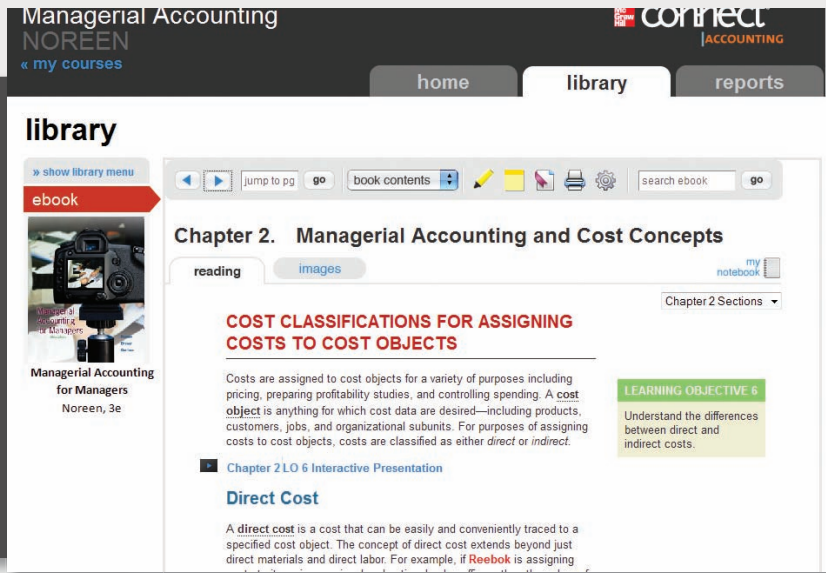 Managerial Accounting
NOREEN
« my courses
Mc
Graw
Hill
connect
ACCOUNTING
home
library
reports
library
» show library menu
ebook
jump to pg
go
book contents
search ebook
go
Managerial
Accounting
for Managers
Managerial Accounting
for Managers
Noreen, 3e
Chapter 2. Managerial Accounting and Cost Concepts
reading
images
my
notebook
Chapter 2 Sections
COST CLASSIFICATIONS FOR ASSIGNING
COSTS TO COST OBJECTS
Costs are assigned to cost objects for a variety of purposes including
pricing, preparing profitability studies, and controlling spending. A cost
object is anything for which cost data are desired—including products,
customers, jobs, and organizational subunits. For purposes of assigning
costs to cost objects, costs are classified as either direct or indirect.
LEARNING OBJECTIVE 6
Understand the differences
between direct and
indirect costs.
Chapter 2 LO 6 Interactive Presentation
Direct Cost
A direct cost is a cost that can be easily and conveniently traced to a
specified cost object. The concept of direct cost extends beyond just
direct materials and direct labor. For example, if Reebok is assigning